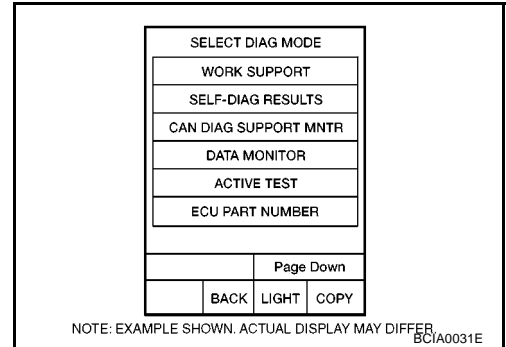 SELECT DIAG MODE
WORK SUPPORT
SELF-DIAG RESULTS
CAN DIAG SUPPORT MNTR
DATA MONITOR
ACTIVE TEST
ECU PART NUMBER
Page Down
BACK LIGHT COPY
NOTE: EXAMPLE SHOWN. ACTUAL DISPLAY MAY DIFFER.
BCIA0031E